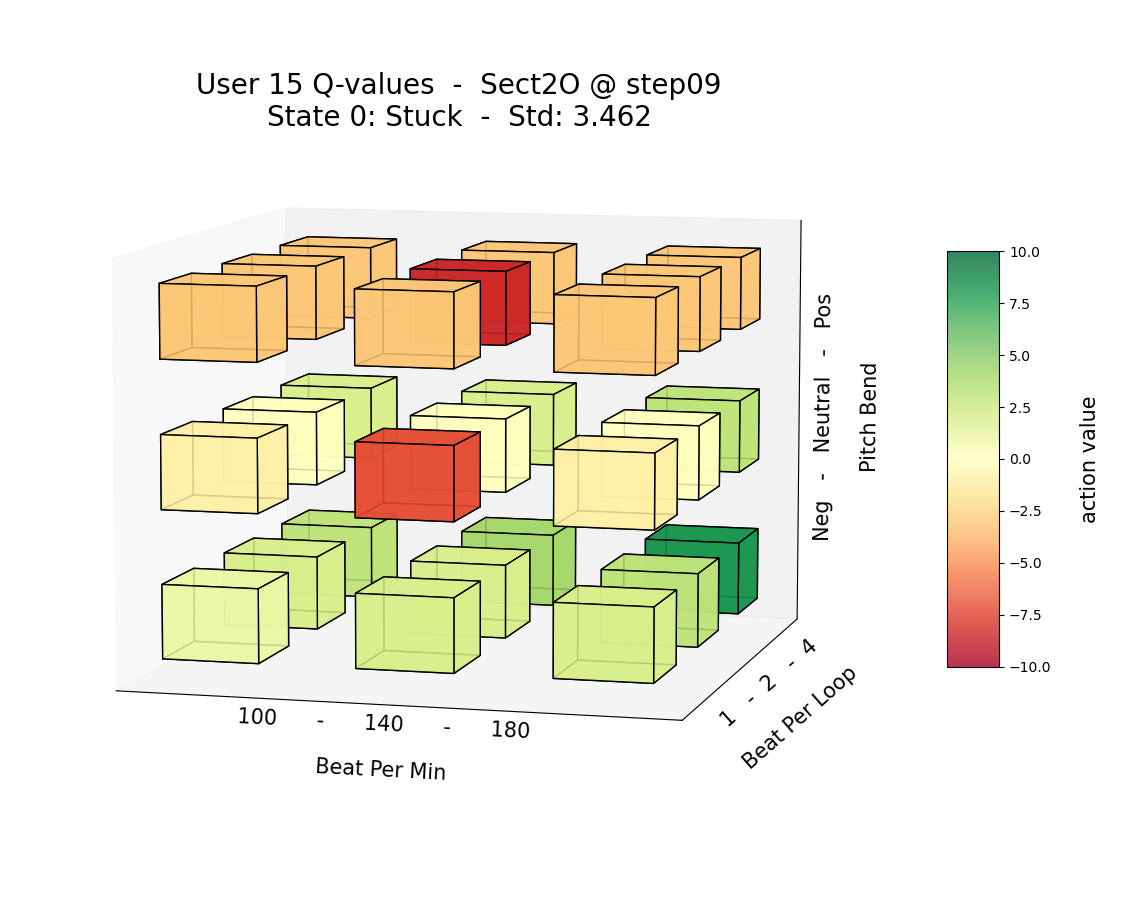 User 15 Q-values  -  Sect2O @ step09
State 0: Stuck  -  Std: 3.462
Neg   -   Neutral   -   Pos
Pitch Bend
10.0
7.5
5.0
2.5
0.0
−2.5
−5.0
−7.5
−10.0
action value
1  -  2  -  4
Beat Per Loop
100   -   140   -   180
Beat Per Min